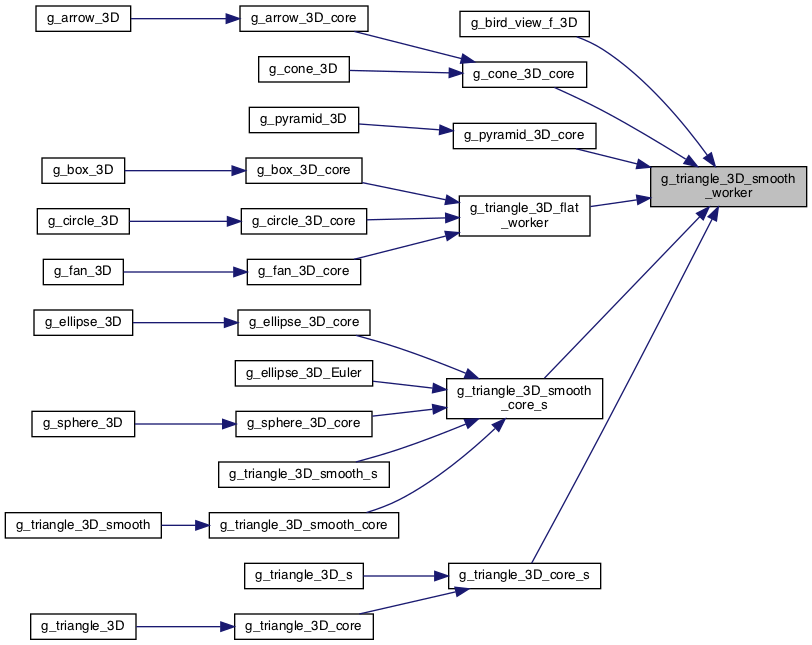 g_arrow_3D
g_arrow_3D_core
g_bird_view_f_3D
g_cone_3D
g_cone_3D_core
g_pyramid_3D
g_pyramid_3D_core
g_box_3D
g_box_3D_core
g_triangle_3D_smooth
_worker
g_circle_3D
g_circle_3D_core
g_triangle_3D_flat
_worker
g_fan_3D
g_fan_3D_core
g_ellipse_3D
g_ellipse_3D_core
g_ellipse_3D_Euler
g_triangle_3D_smooth
_core_s
g_sphere_3D
g_sphere_3D_core
g_triangle_3D_smooth_s
g_triangle_3D_smooth
g_triangle_3D_smooth_core
g_triangle_3D_s
g_triangle_3D_core_s
g_triangle_3D
g_triangle_3D_core